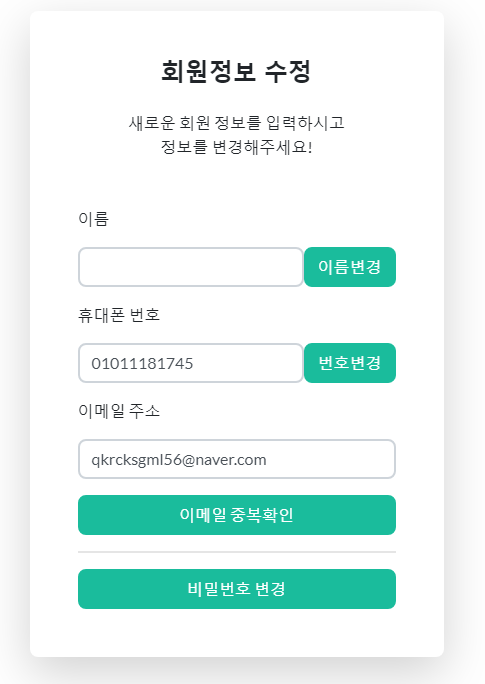 회원정보 수정
새로운 회원 정보를 입력하시고
정보를 변경해주세요!
이름
이름변경
휴대폰 번호
01011181745
번호변경
이메일 주소
qkrcksgml56@naver.com
이메일 중복확인
비밀번호 변경